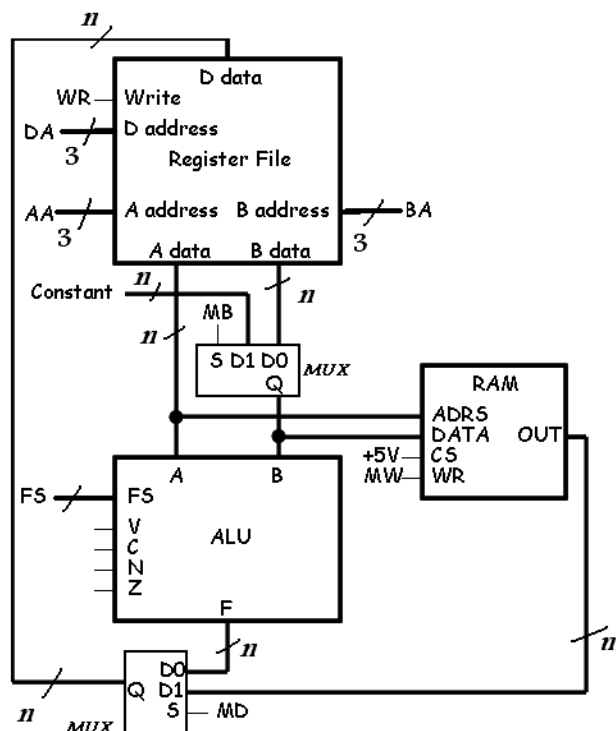 n
D data
WR Write
DA D address
3
Register File
AA A address B address BA
3 3
A data B data
n
Constant n
MB
n
S D1 D0 MUX
Q
RAM
ADRS
DATA OUT
+5V CS
MW WR
A B
FS FS
V
C ALU
N
Z
F
n
n
D0
Q D1
n
S MD
MUX